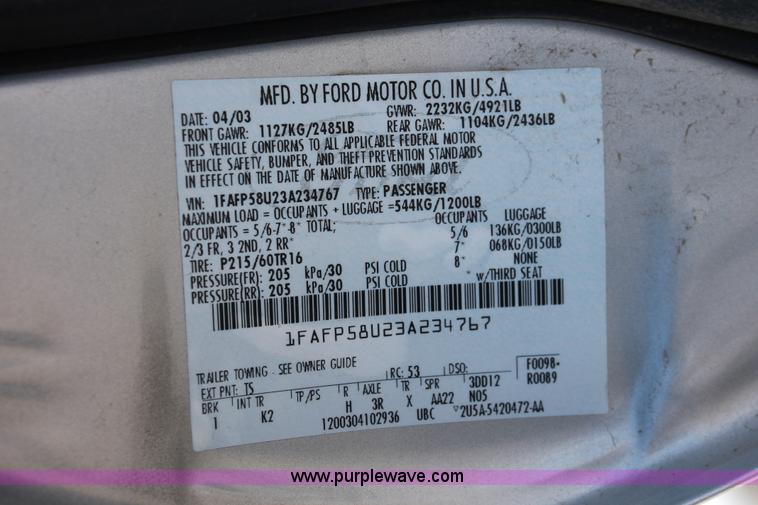 MFD. BY FORD MOTOR CO. IN U.S.A.
DATE: 04/03 GVWR: 2232KG/4921LB
FRONT GAWR: 1127KG/2485LB REAR GAWR: 1104KG/2436LB
THIS VEHICLE CONFORMS TO ALL APPLICABLE FEDERAL MOTOR
VEHICLE SAFETY, BUMPER, AND THEFT PREVENTION STANDARDS
IN EFFECT ON THE DATE OF MANUFACTURE SHOWN ABOVE.
VIN: 1FAFP58U23A234767 TYPE: PASSENGER
MAXIMUM LOAD = OCCUPANTS + LUGGAGE =544KG/1200LB
OCCUPANTS = 5/6-7*-8* TOTAL; OCCUPANTS LUGGAGE
2/3 FR, 3 2ND, 2 RR* 5/6 136KG/0300LB
TIRE: P215/60TR16 7* 068KG/0150LB
PRESSURE(FR): 205 kPa/30 PSI COLD 8* NONE
PRESSURE(RR): 205 kPa/30 PSI COLD * w/THIRD SEAT
1FAFP58U23A234767
TRAILER TOWING - SEE OWNER GUIDE
EXT PNT: TS RC: 53 DSO: F0098-
BRK INT TR TP/PS R AXLE TR SPR 3DD12 R0089
1 K2 H 3R X AA22 N05
1200304102936 UBC ▽2U5A-5420472-AA
www.purplewave.com